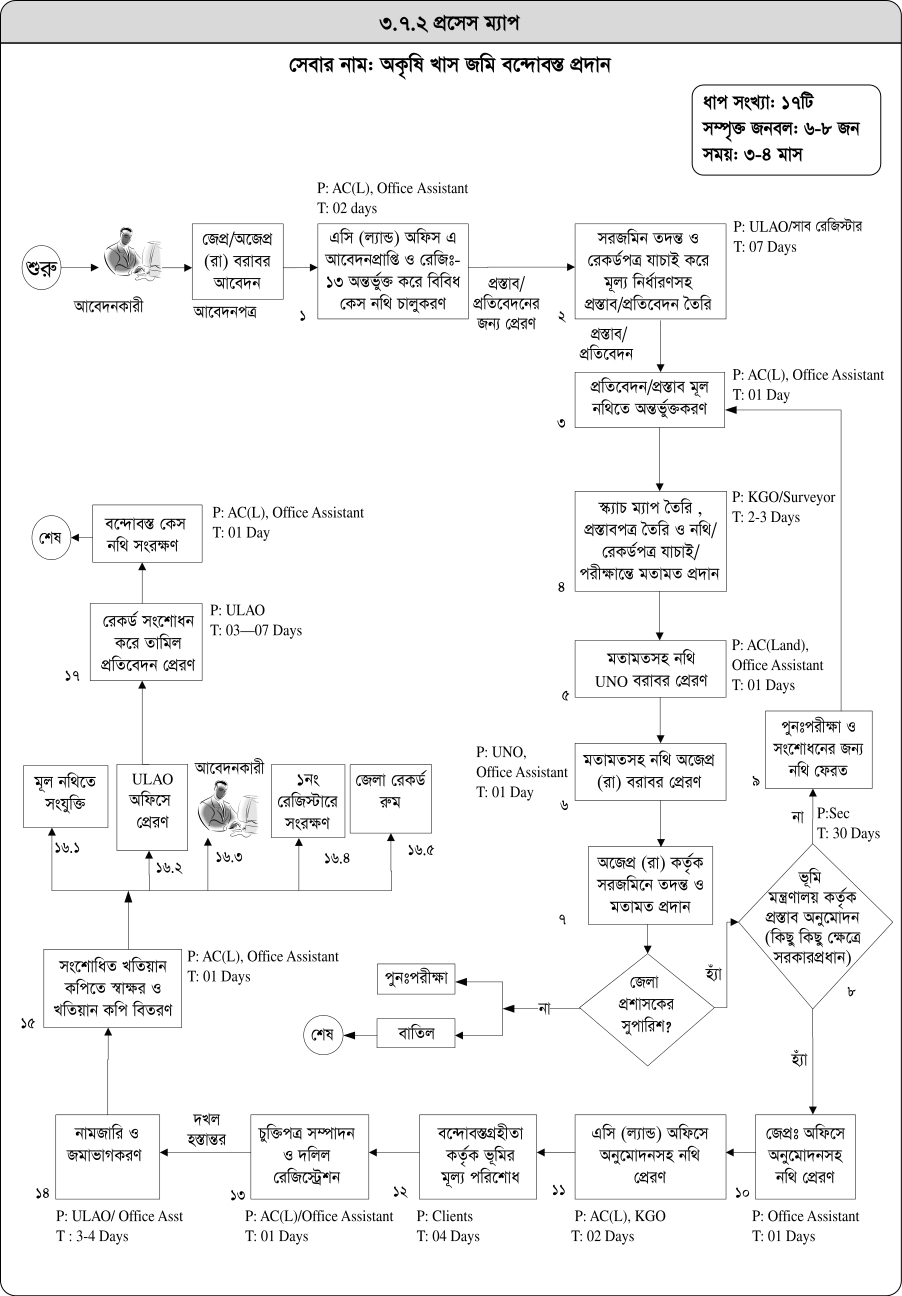 ৩.৭.২ প্রসেস ম্যাপ
সেবার নাম: অকৃষি খাস জমি বন্দোবস্ত প্রদান
ধাপ সংখ্যা: ১৭টি
সম্পৃক্ত জনবল: ৬-৮ জন
সময়: ৩-৪ মাস
শুরু
আবেদনকারী
জেপ্র/অজেপ্র
(রা) বরাবর
আবেদন
আবেদনপত্র
P: AC(L), Office Assistant
T: 02 days
এসি (ল্যান্ড) অফিস এ
আবেদনপ্রাপ্তি ও রেজিঃ-
১৩ অন্তর্ভুক্ত করে বিবিধ
কেস নথি চালুকরণ
১
প্রস্তাব/
প্রতিবেদনের
জন্য প্রেরণ
সরজমিন তদন্ত ও
রেকর্ডপত্র যাচাই করে
মূল্য নির্ধারণসহ
প্রস্তাব/প্রতিবেদন তৈরি
২
P: ULAO/সাব রেজিস্টার
T: 07 Days
প্রস্তাব/
প্রতিবেদন
প্রতিবেদন/প্রস্তাব মূল
নথিতে অন্তর্ভুক্তকরণ
৩
P: AC(L), Office Assistant
T: 01 Day
স্ক্যাচ ম্যাপ তৈরি ,
প্রস্তাবপত্র তৈরি ও নথি/
রেকর্ডপত্র যাচাই/
পরীক্ষান্তে মতামত প্রদান
৪
P: KGO/Surveyor
T: 2-3 Days
মতামতসহ নথি
UNO বরাবর প্রেরণ
৫
P: AC(Land),
Office Assistant
T: 01 Days
মতামতসহ নথি অজেপ্র
(রা) বরাবর প্রেরণ
৬
P: UNO,
Office Assistant
T: 01 Day
অজেপ্র (রা) কর্তৃক
সরজমিনে তদন্ত ও
মতামত প্রদান
৭
জেলা
প্রশাসকের
সুপারিশ?
না
পুনঃপরীক্ষা
বাতিল
শেষ
হ্যাঁ
ভূমি
মন্ত্রণালয় কর্তৃক
প্রস্তাব অনুমোদন
(কিছু কিছু ক্ষেত্রে
সরকারপ্রধান)
৮
না
P:Sec
T: 30 Days
পুনঃপরীক্ষা ও
সংশোধনের জন্য
নথি ফেরত
৯
হ্যাঁ
জেপ্রঃ অফিসে
অনুমোদনসহ
নথি প্রেরণ
১০
P: Office Assistant
T: 01 Days
এসি (ল্যান্ড) অফিসে
অনুমোদনসহ নথি
প্রেরণ
১১
P: AC(L), KGO
T: 02 Days
বন্দোবস্তগ্রহীতা
কর্তৃক ভূমির
মূল্য পরিশোধ
১২
P: Clients
T: 04 Days
চুক্তিপত্র সম্পাদন
ও দলিল
রেজিস্ট্রেশন
১৩
P: AC(L)/Office Assistant
T: 01 Days
দখল
হস্তান্তর
নামজারি ও
জমাভাগকরণ
১৪
P: ULAO/ Office Asst
T : 3-4 Days
সংশোধিত খতিয়ান
কপিতে স্বাক্ষর ও
খতিয়ান কপি বিতরণ
১৫
P: AC(L), Office Assistant
T: 01 Days
মূল নথিতে
সংযুক্তি
১৬.১
ULAO
অফিসে
প্রেরণ
১৬.২
আবেদনকারী
১৬.৩
১নং
রেজিস্টারে
সংরক্ষণ
১৬.৪
জেলা রেকর্ড
রুম
১৬.৫
রেকর্ড সংশোধন
করে তামিল
প্রতিবেদন প্রেরণ
১৭
P: ULAO
T: 03—07 Days
বন্দোবস্ত কেস
নথি সংরক্ষণ
P: AC(L), Office Assistant
T: 01 Day
শেষ